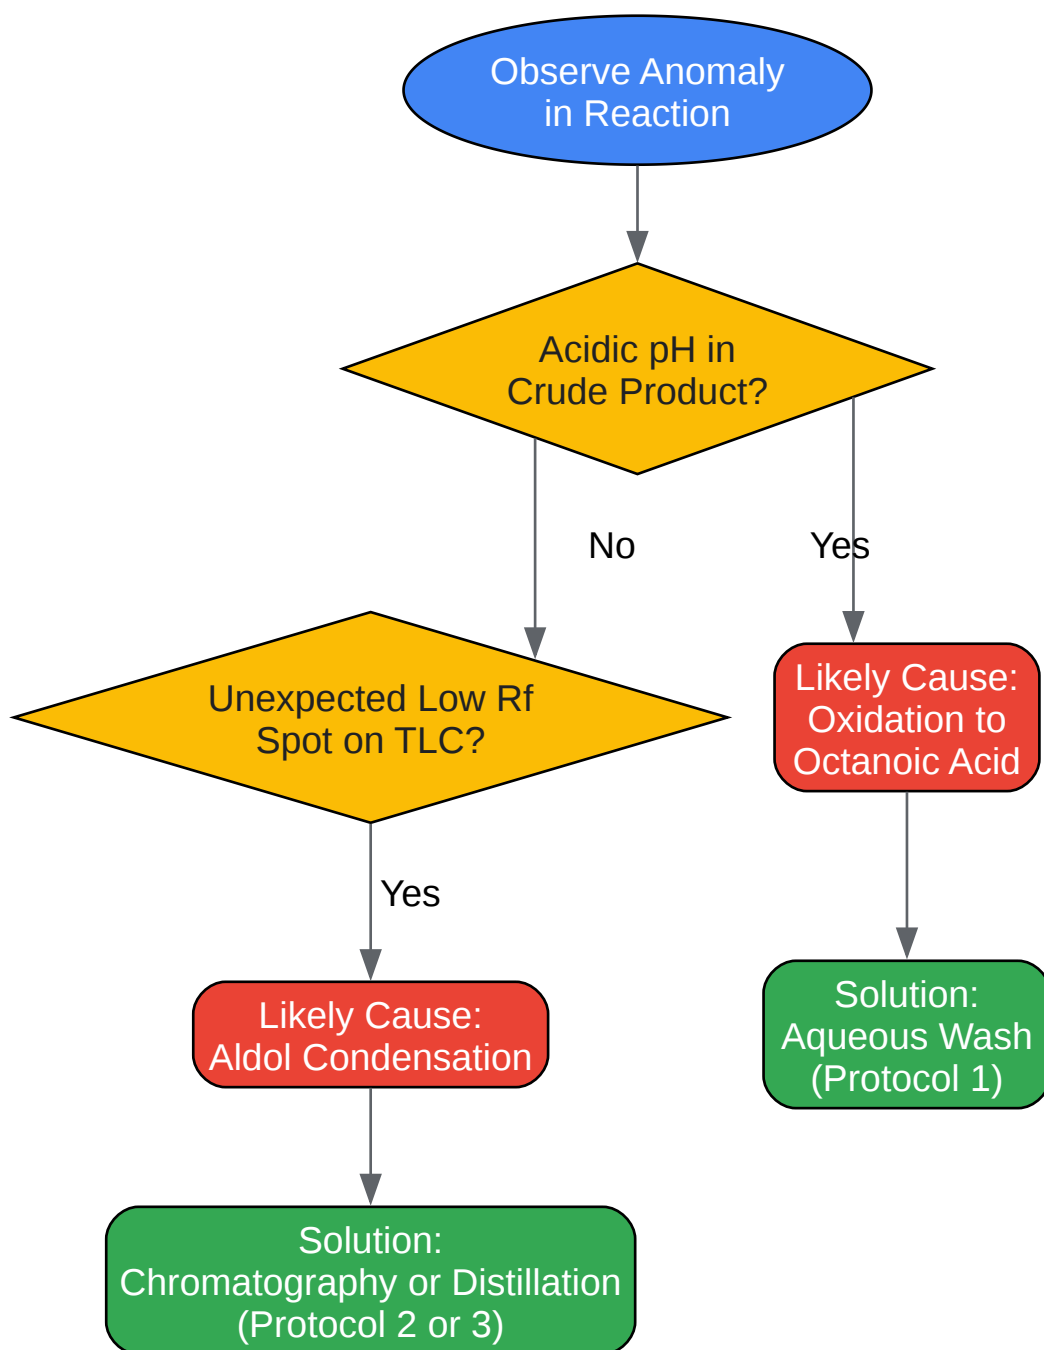 Observe Anomaly
in Reaction
Acidic pH in
Crude Product?
No
Yes
Unexpected Low Rf
Spot on TLC?
Likely Cause:
Oxidation to
Octanoic Acid
Yes
Likely Cause:
Aldol Condensation
Solution:
Aqueous Wash
(Protocol 1)
Solution:
Chromatography or Distillation
(Protocol 2 or 3)